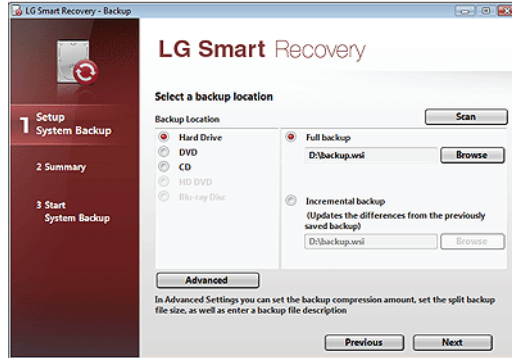 LG Smart Recovery - Backup
LG Smart Recovery
1 Setup
System Backup
2 Summary
3 Start
System Backup
Select a backup location
Backup Location
Scan
Hard Drive
DVD
CD
HD DVD
Blu-ray Disc
Full backup
D:\backup.wsi
Browse
Incremental backup
(Updates the differences from the previously
saved backup)
D:\backup.wsi
Browse
Advanced
In Advanced Settings you can set the backup compression amount, set the split backup
file size, as well as enter a backup file description
Previous
Next